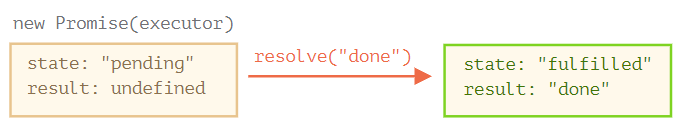 new Promise(executor)
state: "pending"
result: undefined
resolve("done")
state: "fulfilled"
result: "done"